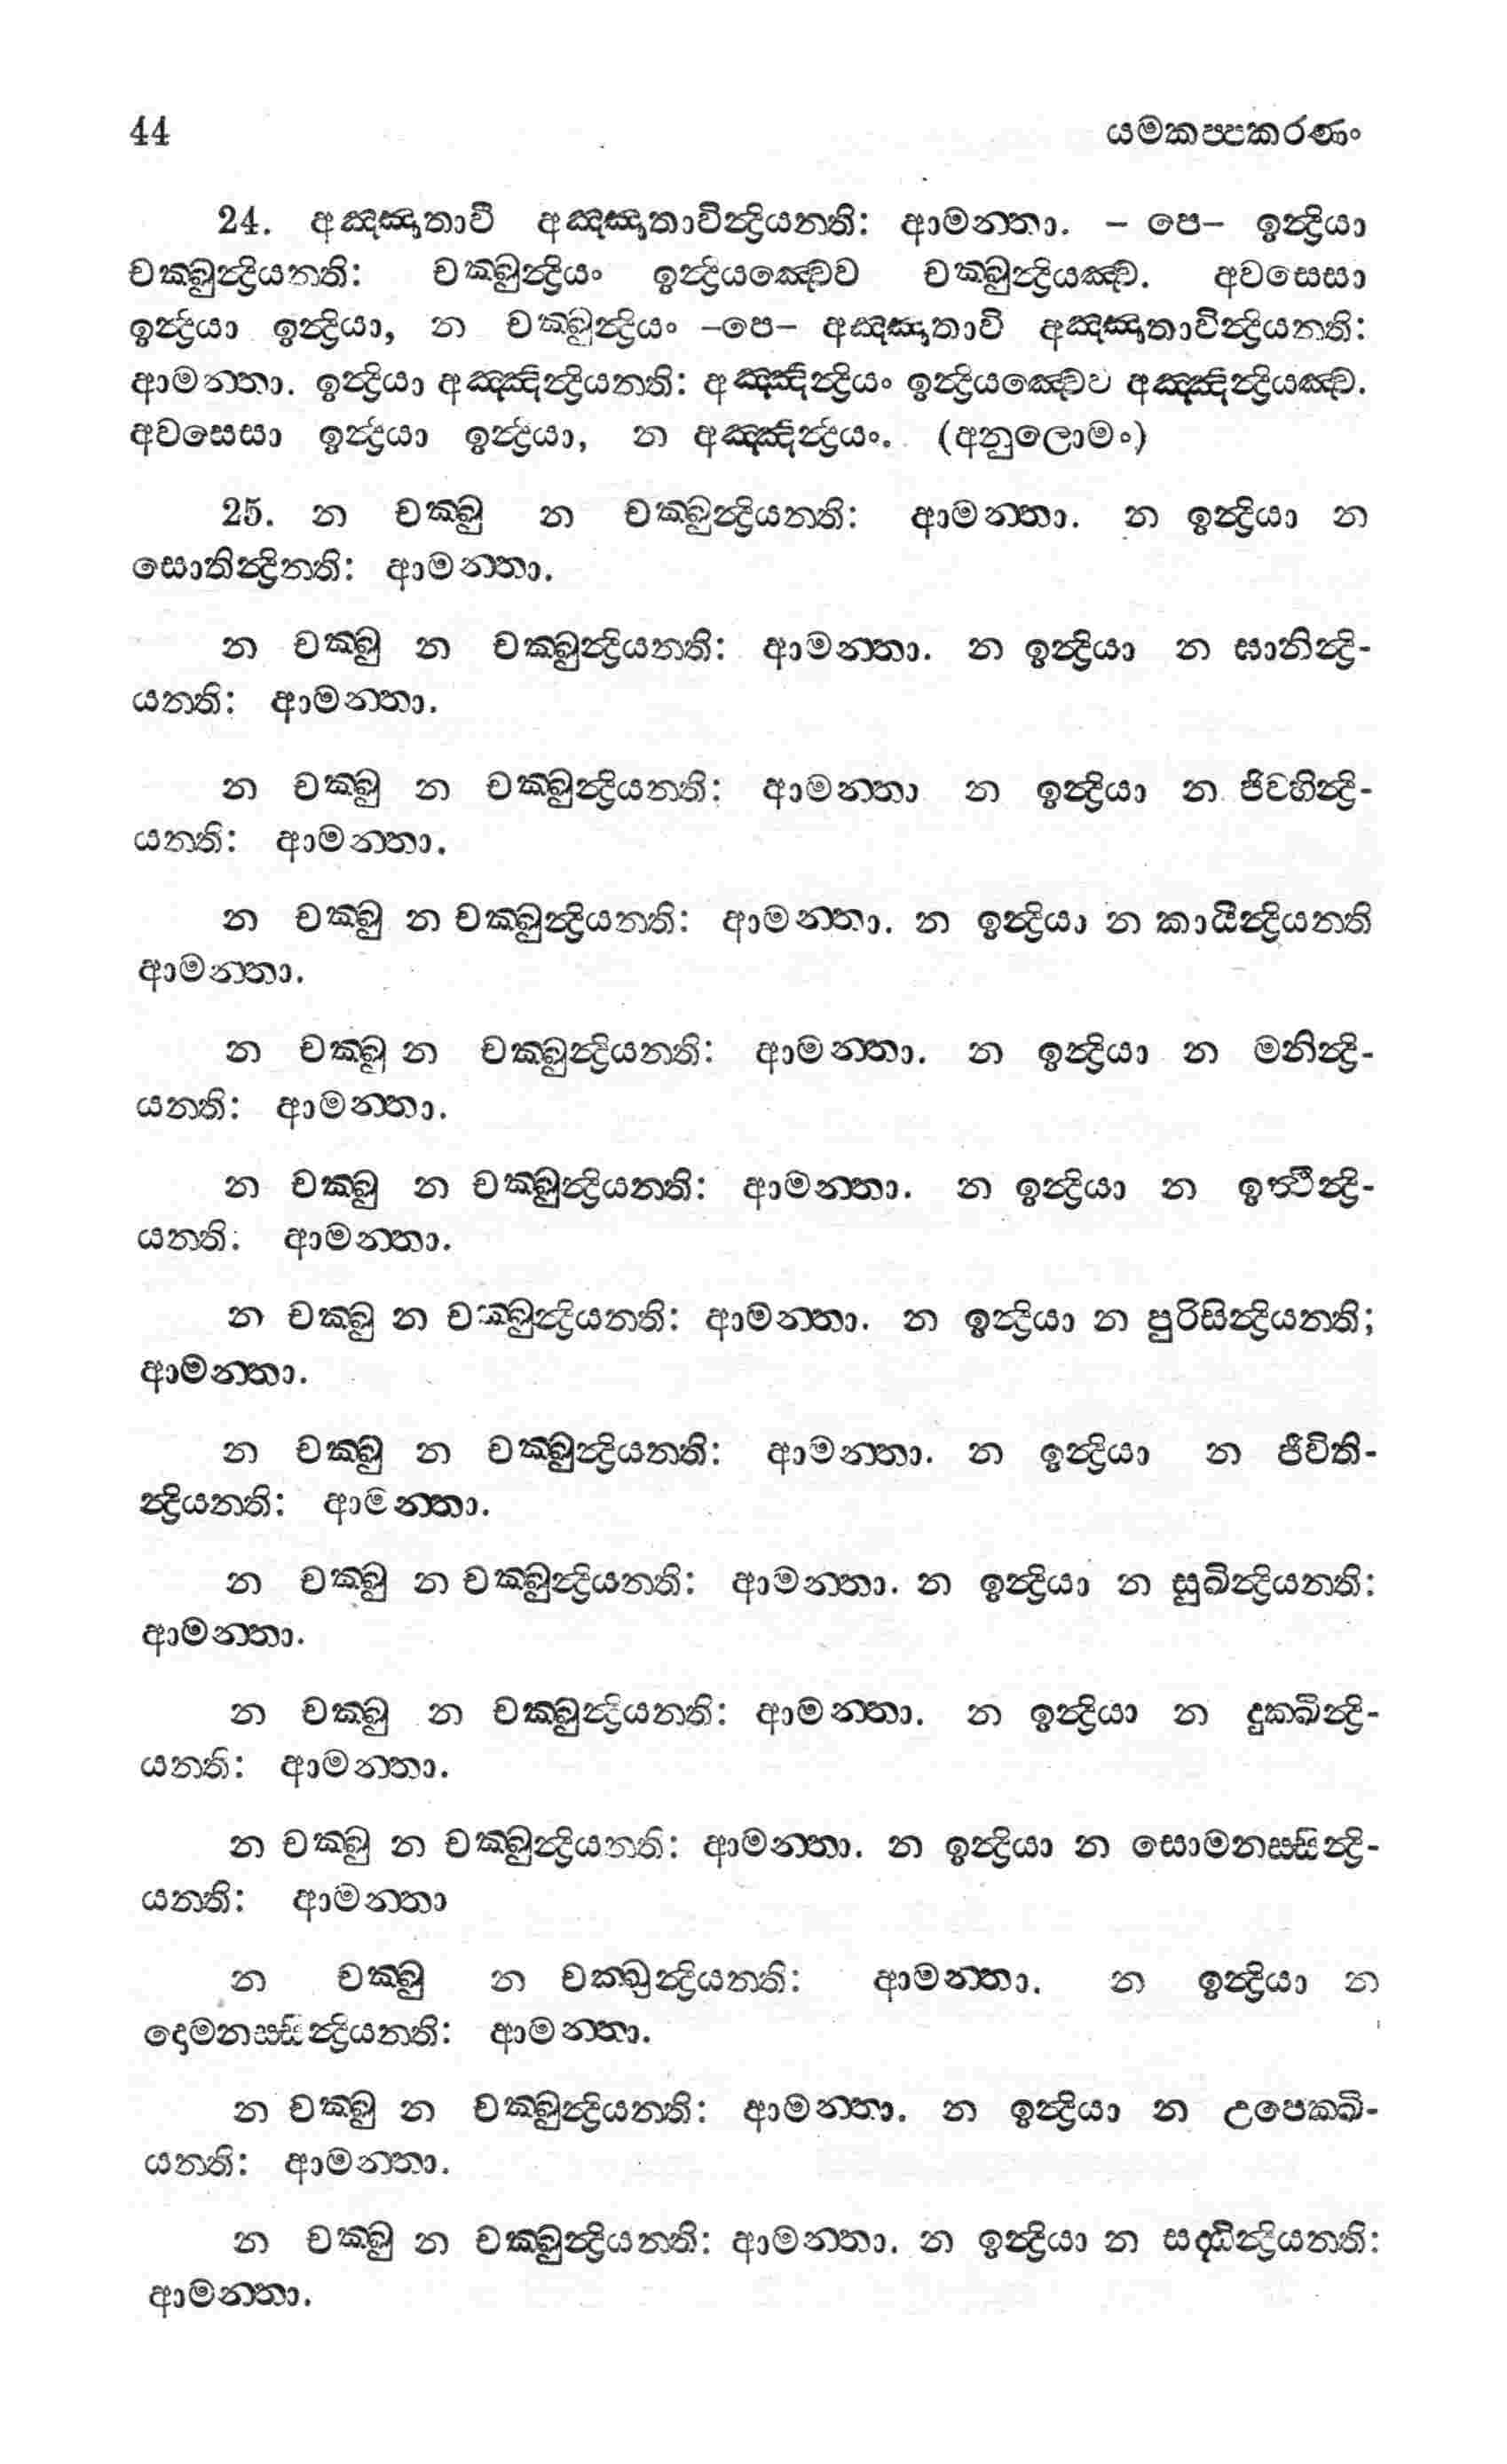 44 යමකප්පකරණං
24. අඤ්ඤාතාවී අඤ්ඤාතාවින්ද්‍රියන්ති: ආමන්තා. – පෙ– ඉන්ද්‍රියා
චක්ඛුන්ද්‍රියන්ති: චක්ඛුන්ද්‍රියං ඉන්ද්‍රියඤ්චෙව චක්ඛුන්ද්‍රියඤ්ච. අවසෙසා
ඉන්ද්‍රියා ඉන්ද්‍රියා, න චක්ඛුන්ද්‍රියං –පෙ– අඤ්ඤාතාවි අඤ්ඤාතාවින්ද්‍රියන්ති:
ආමන්තා. ඉන්ද්‍රියා අඤ්ඤින්ද්‍රියන්ති: අඤ්ඤින්ද්‍රියං ඉන්ද්‍රියඤ්චෙව අඤ්ඤින්ද්‍රියඤ්ච.
අවසෙසා ඉන්ද්‍රියා ඉන්ද්‍රියා, න අඤ්ඤින්ද්‍රියං. (අනුලොමං)
25. න චක්ඛු න චක්ඛුන්ද්‍රියන්ති: ආමන්තා. න ඉන්ද්‍රියා න
සොතින්ද්‍රින්ති: ආමන්තා.
න චක්ඛු න චක්ඛුන්ද්‍රියන්ති: ආමන්තා. න ඉන්ද්‍රියා න ඝානින්ද්‍රි-
යන්ති: ආමන්තා.
න චක්ඛු න චක්ඛුන්ද්‍රියන්ති: ආමන්තා න ඉන්ද්‍රියා න ජිව්හින්ද්‍රි-
යන්ති: ආමන්තා.
න චක්ඛු න චක්ඛුන්ද්‍රියන්ති: ආමන්තා. න ඉන්ද්‍රියා න කායින්ද්‍රියන්ති
ආමන්තා.
න චක්ඛු න චක්ඛුන්ද්‍රියන්ති: ආමන්තා. න ඉන්ද්‍රියා න මනින්ද්‍රි-
යන්ති: ආමන්තා.
න චක්ඛු න චක්ඛුන්ද්‍රියන්ති: ආමන්තා. න ඉන්ද්‍රියා න ඉත්ථින්ද්‍රි-
යන්ති: ආමන්තා.
න චක්ඛු න චක්ඛුන්ද්‍රියන්ති: ආමන්තා. න ඉන්ද්‍රියා න පුරිසින්ද්‍රියන්ති;
ආමන්තා.
න චක්ඛු න චක්ඛුන්ද්‍රියන්ති: ආමන්තා. න ඉන්ද්‍රියා න ජීවිති-
න්ද්‍රියන්ති: ආමන්තා.
න චක්ඛු න චක්ඛුන්ද්‍රියන්ති: ආමන්තා. න ඉන්ද්‍රියා න සුඛින්ද්‍රියන්ති:
ආමන්තා.
න චක්ඛු න චක්ඛුන්ද්‍රියන්ති: ආමන්තා. න ඉන්ද්‍රියා න දුක්ඛින්ද්‍රි-
යන්ති: ආමන්තා.
න චක්ඛු න චක්ඛුන්ද්‍රියන්ති: ආමන්තා. න ඉන්ද්‍රියා න සොමනස්සින්ද්‍රි-
යන්ති: ආමන්තා
න චක්ඛු න චක්ඛුන්ද්‍රියන්ති: ආමන්තා. න ඉන්ද්‍රියා න
දොමනස්සින්ද්‍රියන්ති: ආමන්තා.
න චක්ඛු න චක්ඛුන්ද්‍රියන්ති: ආමන්තා. න ඉන්ද්‍රියා න උපෙක්ඛි-
යන්ති: ආමන්තා.
න චක්ඛු න චක්ඛුන්ද්‍රියන්ති: ආමන්තා. න ඉන්ද්‍රියා න සද්ධින්ද්‍රියන්ති:
ආමන්තා.